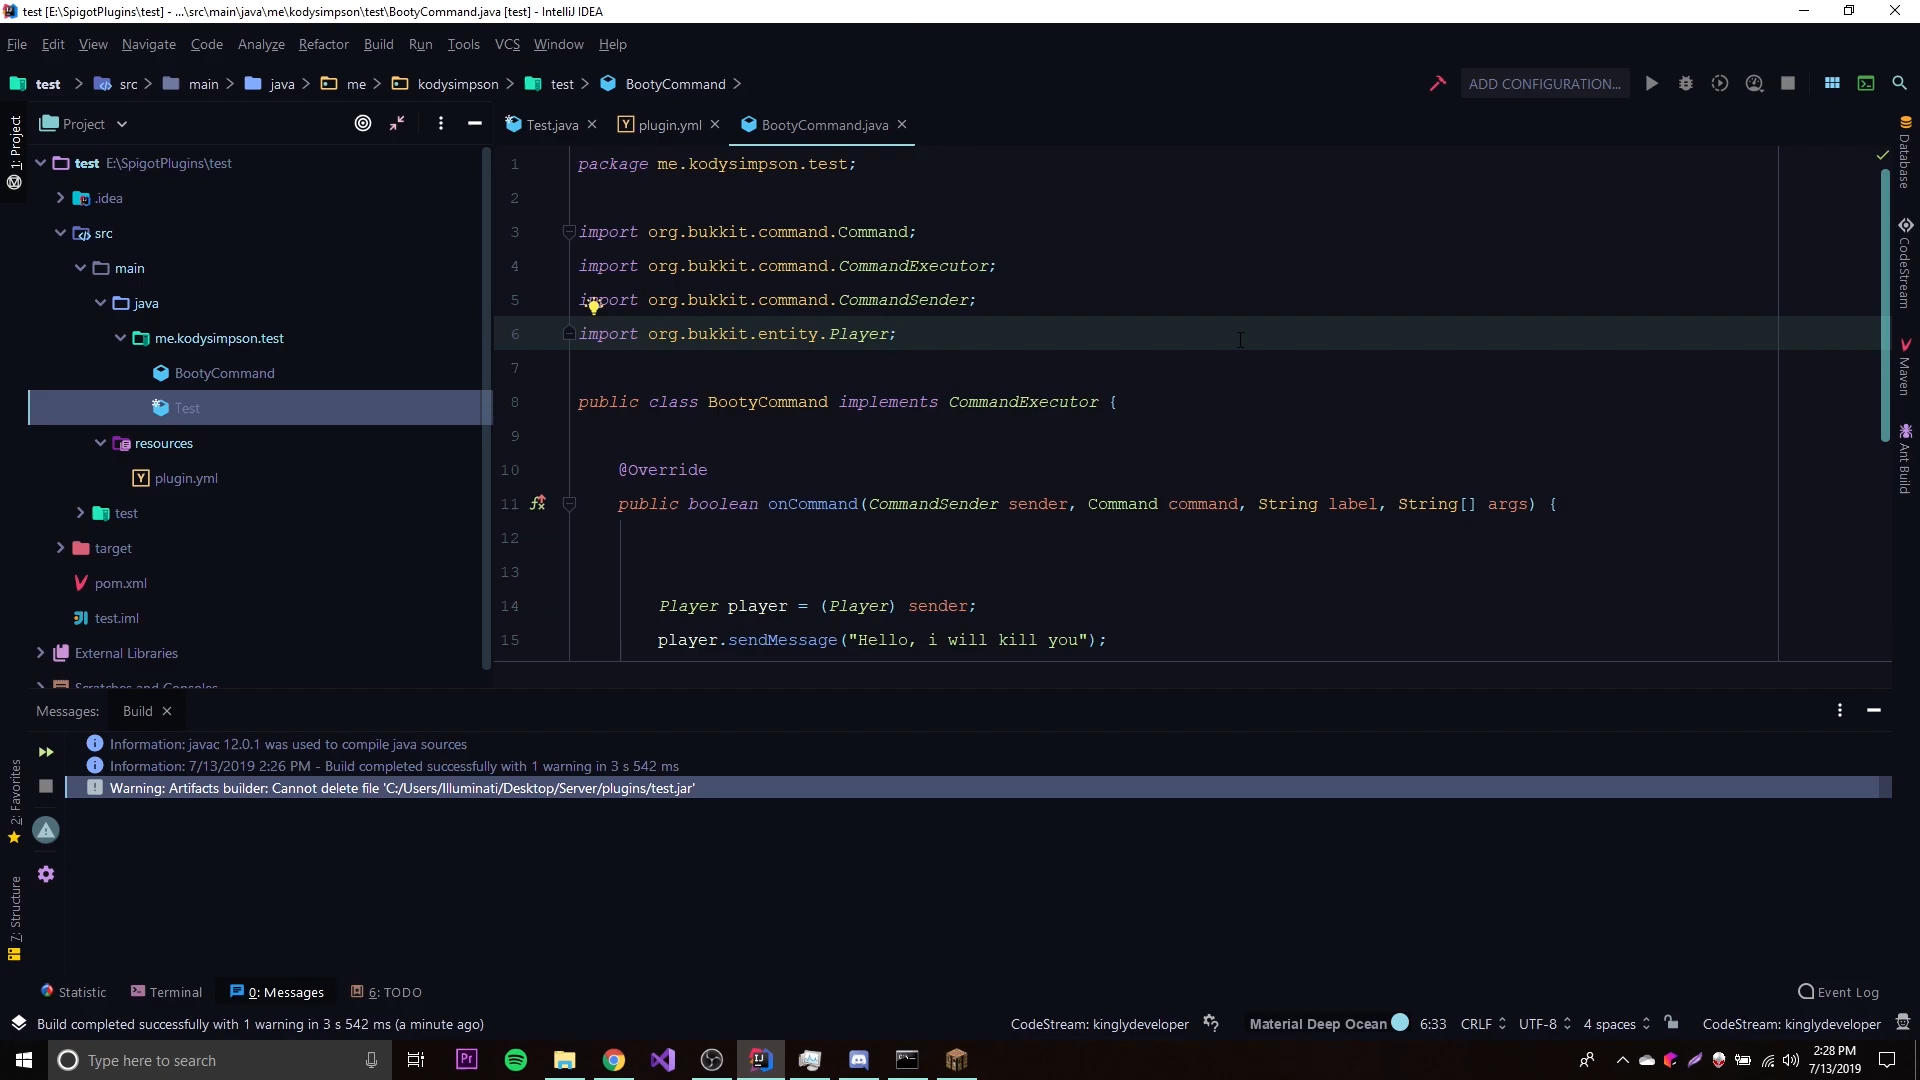 test [E:\SpigotPlugins\test] - ...\src\main\java\me\kodysimpson\test\BootyCommand.java [test] - IntelliJ IDEA
File Edit View Navigate Code Analyze Refactor Build Run Tools VCS Window Help
test src main java me kodysimpson test BootyCommand
ADD CONFIGURATION...
Project
Test.java
plugin.yml
BootyCommand.java
1: Project
test E:\SpigotPlugins\test
.idea
src
main
java
me.kodysimpson.test
BootyCommand
Test
resources
plugin.yml
test
target
pom.xml
test.iml
External Libraries
Scratches and Consoles
1 package me.kodysimpson.test;
2
3 import org.bukkit.command.Command;
4 import org.bukkit.command.CommandExecutor;
5 import org.bukkit.command.CommandSender;
6 import org.bukkit.entity.Player;
7
8 public class BootyCommand implements CommandExecutor {
9
10 @Override
11 public boolean onCommand(CommandSender sender, Command command, String label, String[] args) {
12
13
14 Player player = (Player) sender;
15 player.sendMessage("Hello, i will kill you");
Database
CodeStream
Maven
Ant Build
Messages: Build
Information: javac 12.0.1 was used to compile java sources
Information: 7/13/2019 2:26 PM - Build completed successfully with 1 warning in 3 s 542 ms
Warning: Artifacts builder: Cannot delete file 'C:/Users/Illuminati/Desktop/Server/plugins/test.jar'
2: Favorites
7: Structure
Statistic Terminal 0: Messages 6: TODO
Event Log
Build completed successfully with 1 warning in 3 s 542 ms (a minute ago)
CodeStream: kinglydeveloper Material Deep Ocean 6:33 CRLF UTF-8 4 spaces CodeStream: kinglydeveloper
Type here to search
Pr
2:28 PM
7/13/2019